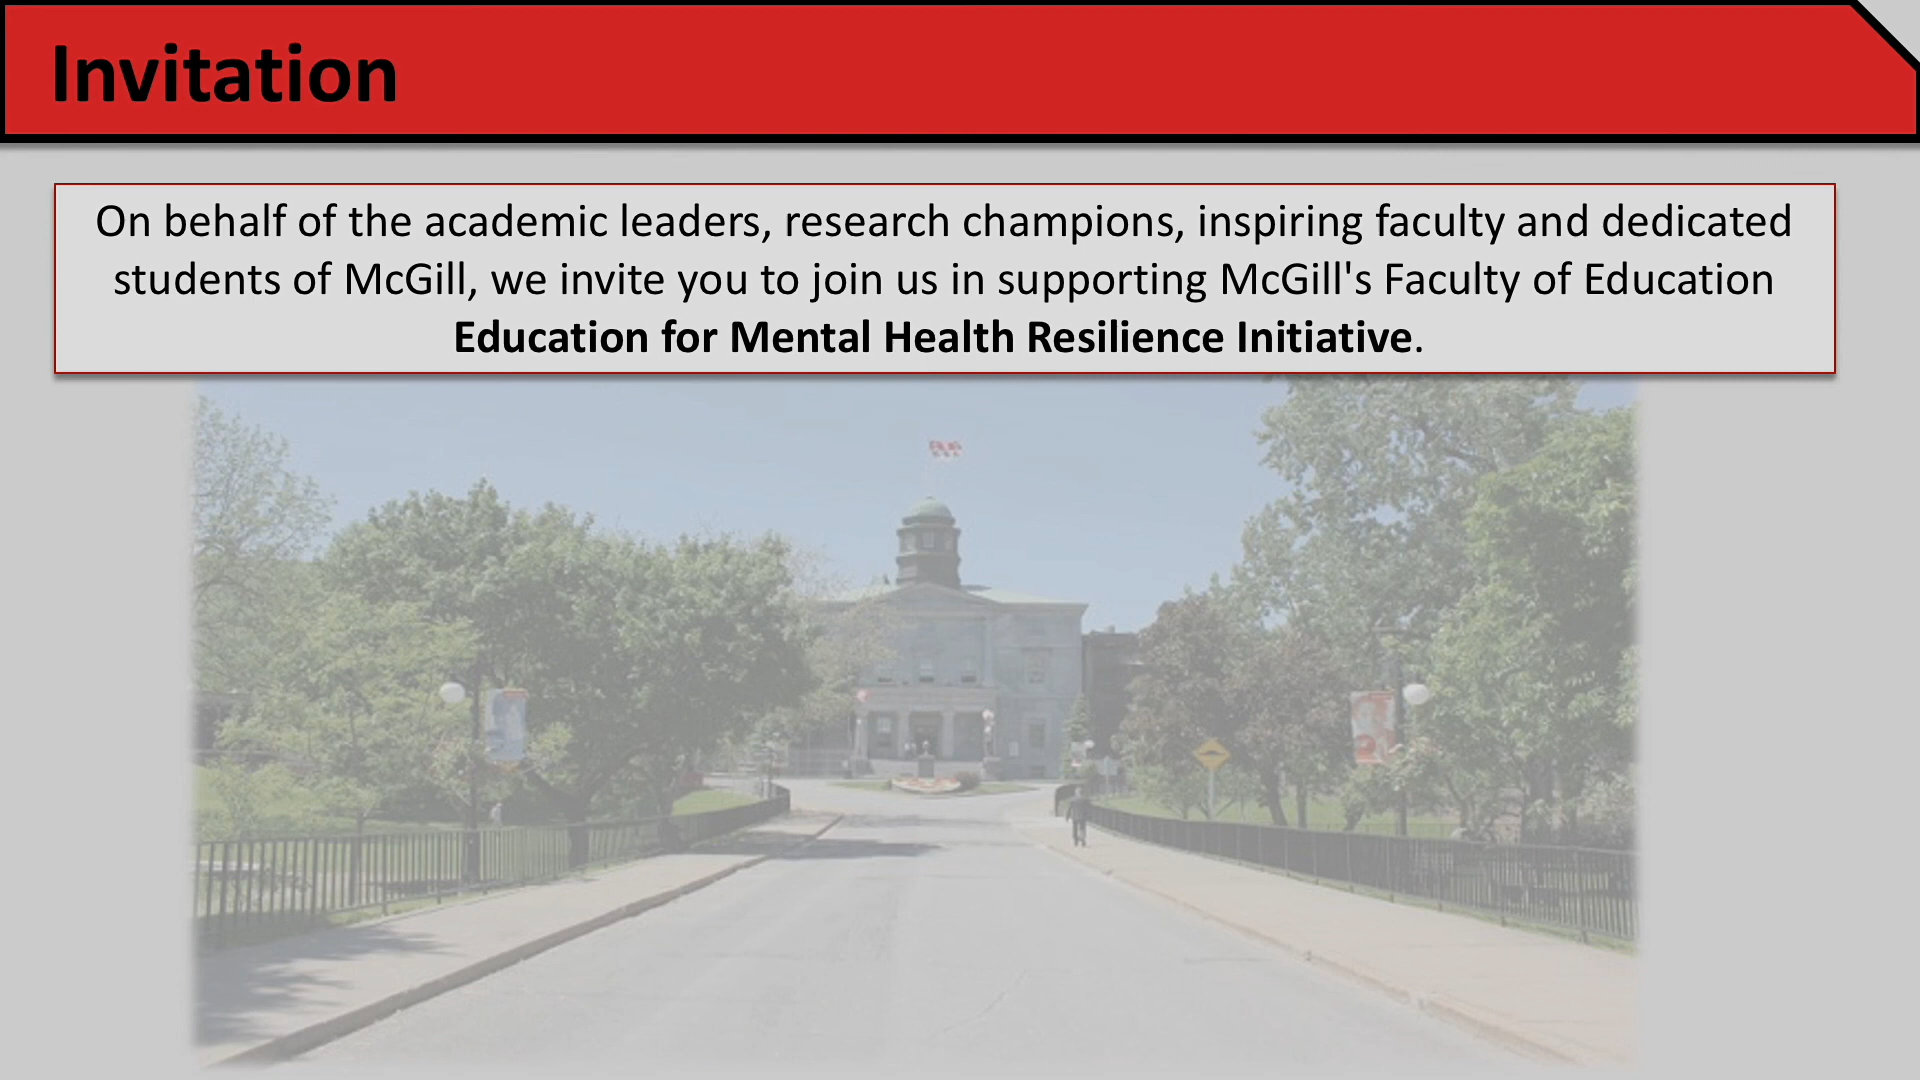 Invitation
On behalf of the academic leaders, research champions, inspiring faculty and dedicated
students of McGill, we invite you to join us in supporting McGill's Faculty of Education
Education for Mental Health Resilience Initiative.